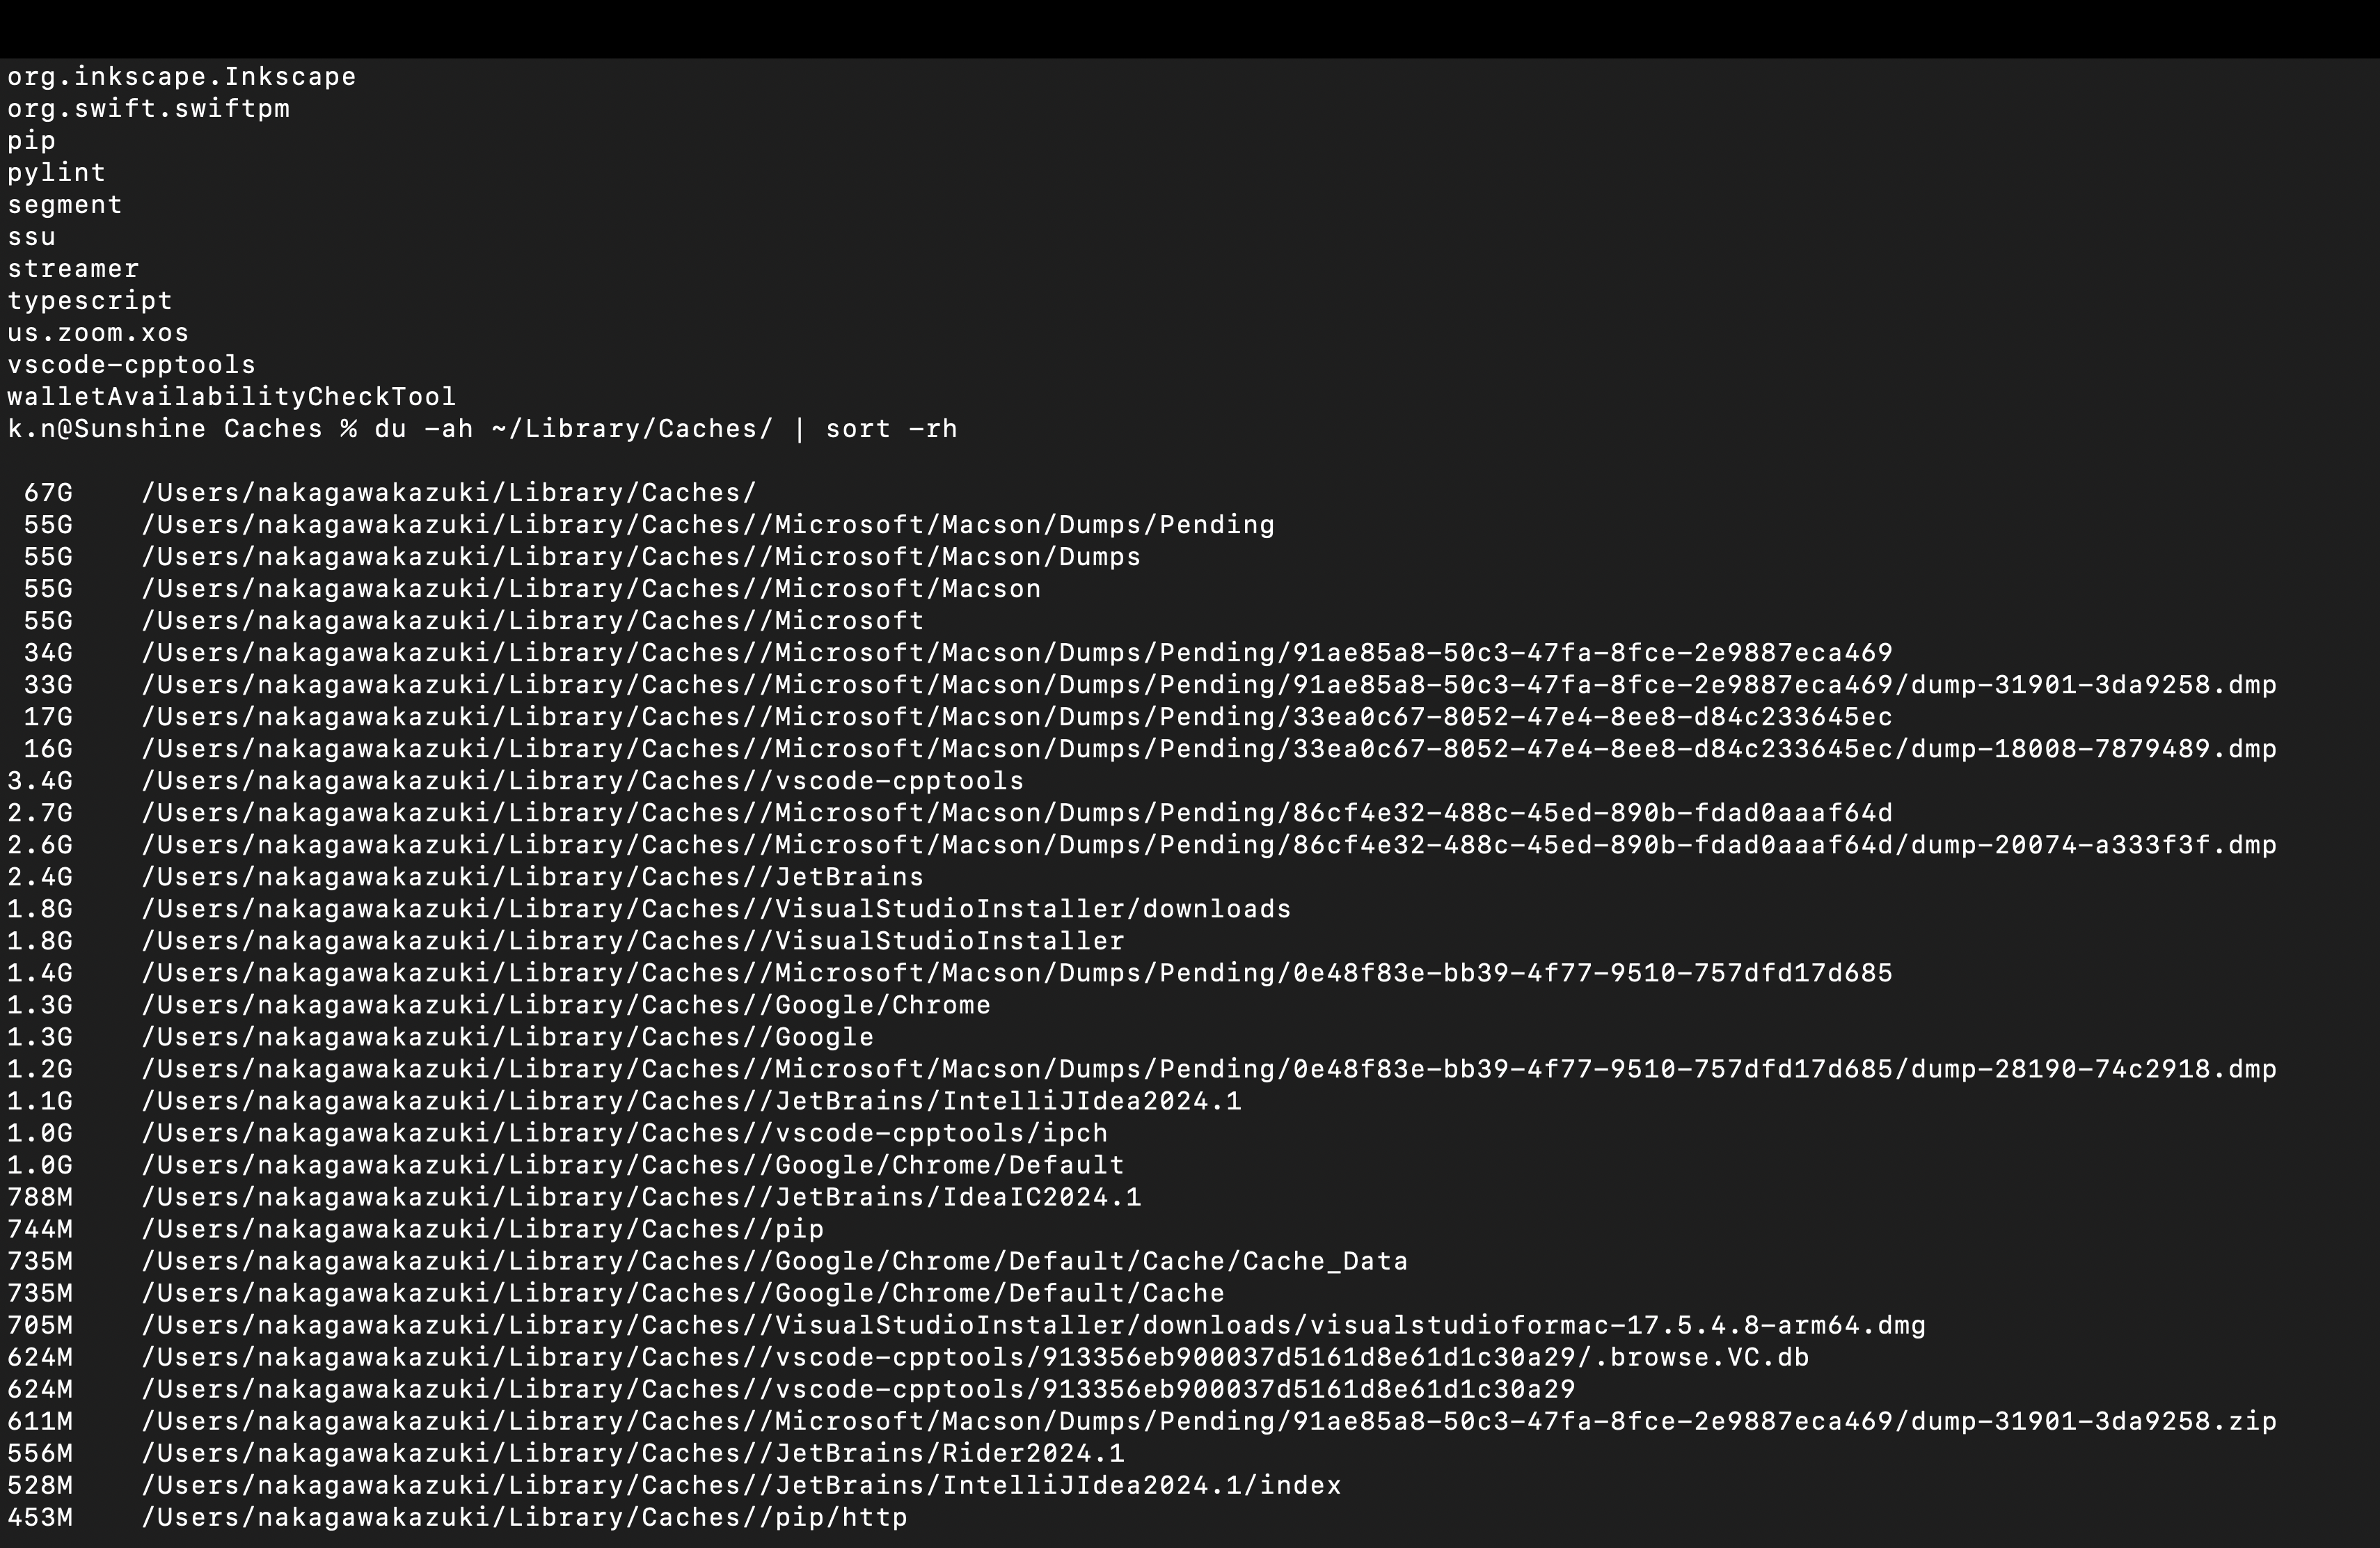 org.inkscape.Inkscape
org.swift.swiftpm
pip
pylint
segment
ssu
streamer
typescript
us.zoom.xos
vscode-cpptools
walletAvailabilityCheckTool
k.n@Sunshine Caches % du -ah ~/Library/Caches/ | sort -rh
67G /Users/nakagawakazuki/Library/Caches/
55G /Users/nakagawakazuki/Library/Caches//Microsoft/Macson/Dumps/Pending
55G /Users/nakagawakazuki/Library/Caches//Microsoft/Macson/Dumps
55G /Users/nakagawakazuki/Library/Caches//Microsoft/Macson
55G /Users/nakagawakazuki/Library/Caches//Microsoft
34G /Users/nakagawakazuki/Library/Caches//Microsoft/Macson/Dumps/Pending/91ae85a8-50c3-47fa-8fce-2e9887eca469
33G /Users/nakagawakazuki/Library/Caches//Microsoft/Macson/Dumps/Pending/91ae85a8-50c3-47fa-8fce-2e9887eca469/dump-31901-3da9258.dmp
17G /Users/nakagawakazuki/Library/Caches//Microsoft/Macson/Dumps/Pending/33ea0c67-8052-47e4-8ee8-d84c233645ec
16G /Users/nakagawakazuki/Library/Caches//Microsoft/Macson/Dumps/Pending/33ea0c67-8052-47e4-8ee8-d84c233645ec/dump-18008-7879489.dmp
3.4G /Users/nakagawakazuki/Library/Caches//vscode-cpptools
2.7G /Users/nakagawakazuki/Library/Caches//Microsoft/Macson/Dumps/Pending/86cf4e32-488c-45ed-890b-fdad0aaaf64d
2.6G /Users/nakagawakazuki/Library/Caches//Microsoft/Macson/Dumps/Pending/86cf4e32-488c-45ed-890b-fdad0aaaf64d/dump-20074-a333f3f.dmp
2.4G /Users/nakagawakazuki/Library/Caches//JetBrains
1.8G /Users/nakagawakazuki/Library/Caches//VisualStudioInstaller/downloads
1.8G /Users/nakagawakazuki/Library/Caches//VisualStudioInstaller
1.4G /Users/nakagawakazuki/Library/Caches//Microsoft/Macson/Dumps/Pending/0e48f83e-bb39-4f77-9510-757dfd17d685
1.3G /Users/nakagawakazuki/Library/Caches//Google/Chrome
1.3G /Users/nakagawakazuki/Library/Caches//Google
1.2G /Users/nakagawakazuki/Library/Caches//Microsoft/Macson/Dumps/Pending/0e48f83e-bb39-4f77-9510-757dfd17d685/dump-28190-74c2918.dmp
1.1G /Users/nakagawakazuki/Library/Caches//JetBrains/IntelliJIdea2024.1
1.0G /Users/nakagawakazuki/Library/Caches//vscode-cpptools/ipch
1.0G /Users/nakagawakazuki/Library/Caches//Google/Chrome/Default
788M /Users/nakagawakazuki/Library/Caches//JetBrains/IdeaIC2024.1
744M /Users/nakagawakazuki/Library/Caches//pip
735M /Users/nakagawakazuki/Library/Caches//Google/Chrome/Default/Cache/Cache_Data
735M /Users/nakagawakazuki/Library/Caches//Google/Chrome/Default/Cache
705M /Users/nakagawakazuki/Library/Caches//VisualStudioInstaller/downloads/visualstudioformac-17.5.4.8-arm64.dmg
624M /Users/nakagawakazuki/Library/Caches//vscode-cpptools/913356eb900037d5161d8e61d1c30a29/.browse.VC.db
624M /Users/nakagawakazuki/Library/Caches//vscode-cpptools/913356eb900037d5161d8e61d1c30a29
611M /Users/nakagawakazuki/Library/Caches//Microsoft/Macson/Dumps/Pending/91ae85a8-50c3-47fa-8fce-2e9887eca469/dump-31901-3da9258.zip
556M /Users/nakagawakazuki/Library/Caches//JetBrains/Rider2024.1
528M /Users/nakagawakazuki/Library/Caches//JetBrains/IntelliJIdea2024.1/index
453M /Users/nakagawakazuki/Library/Caches//pip/http